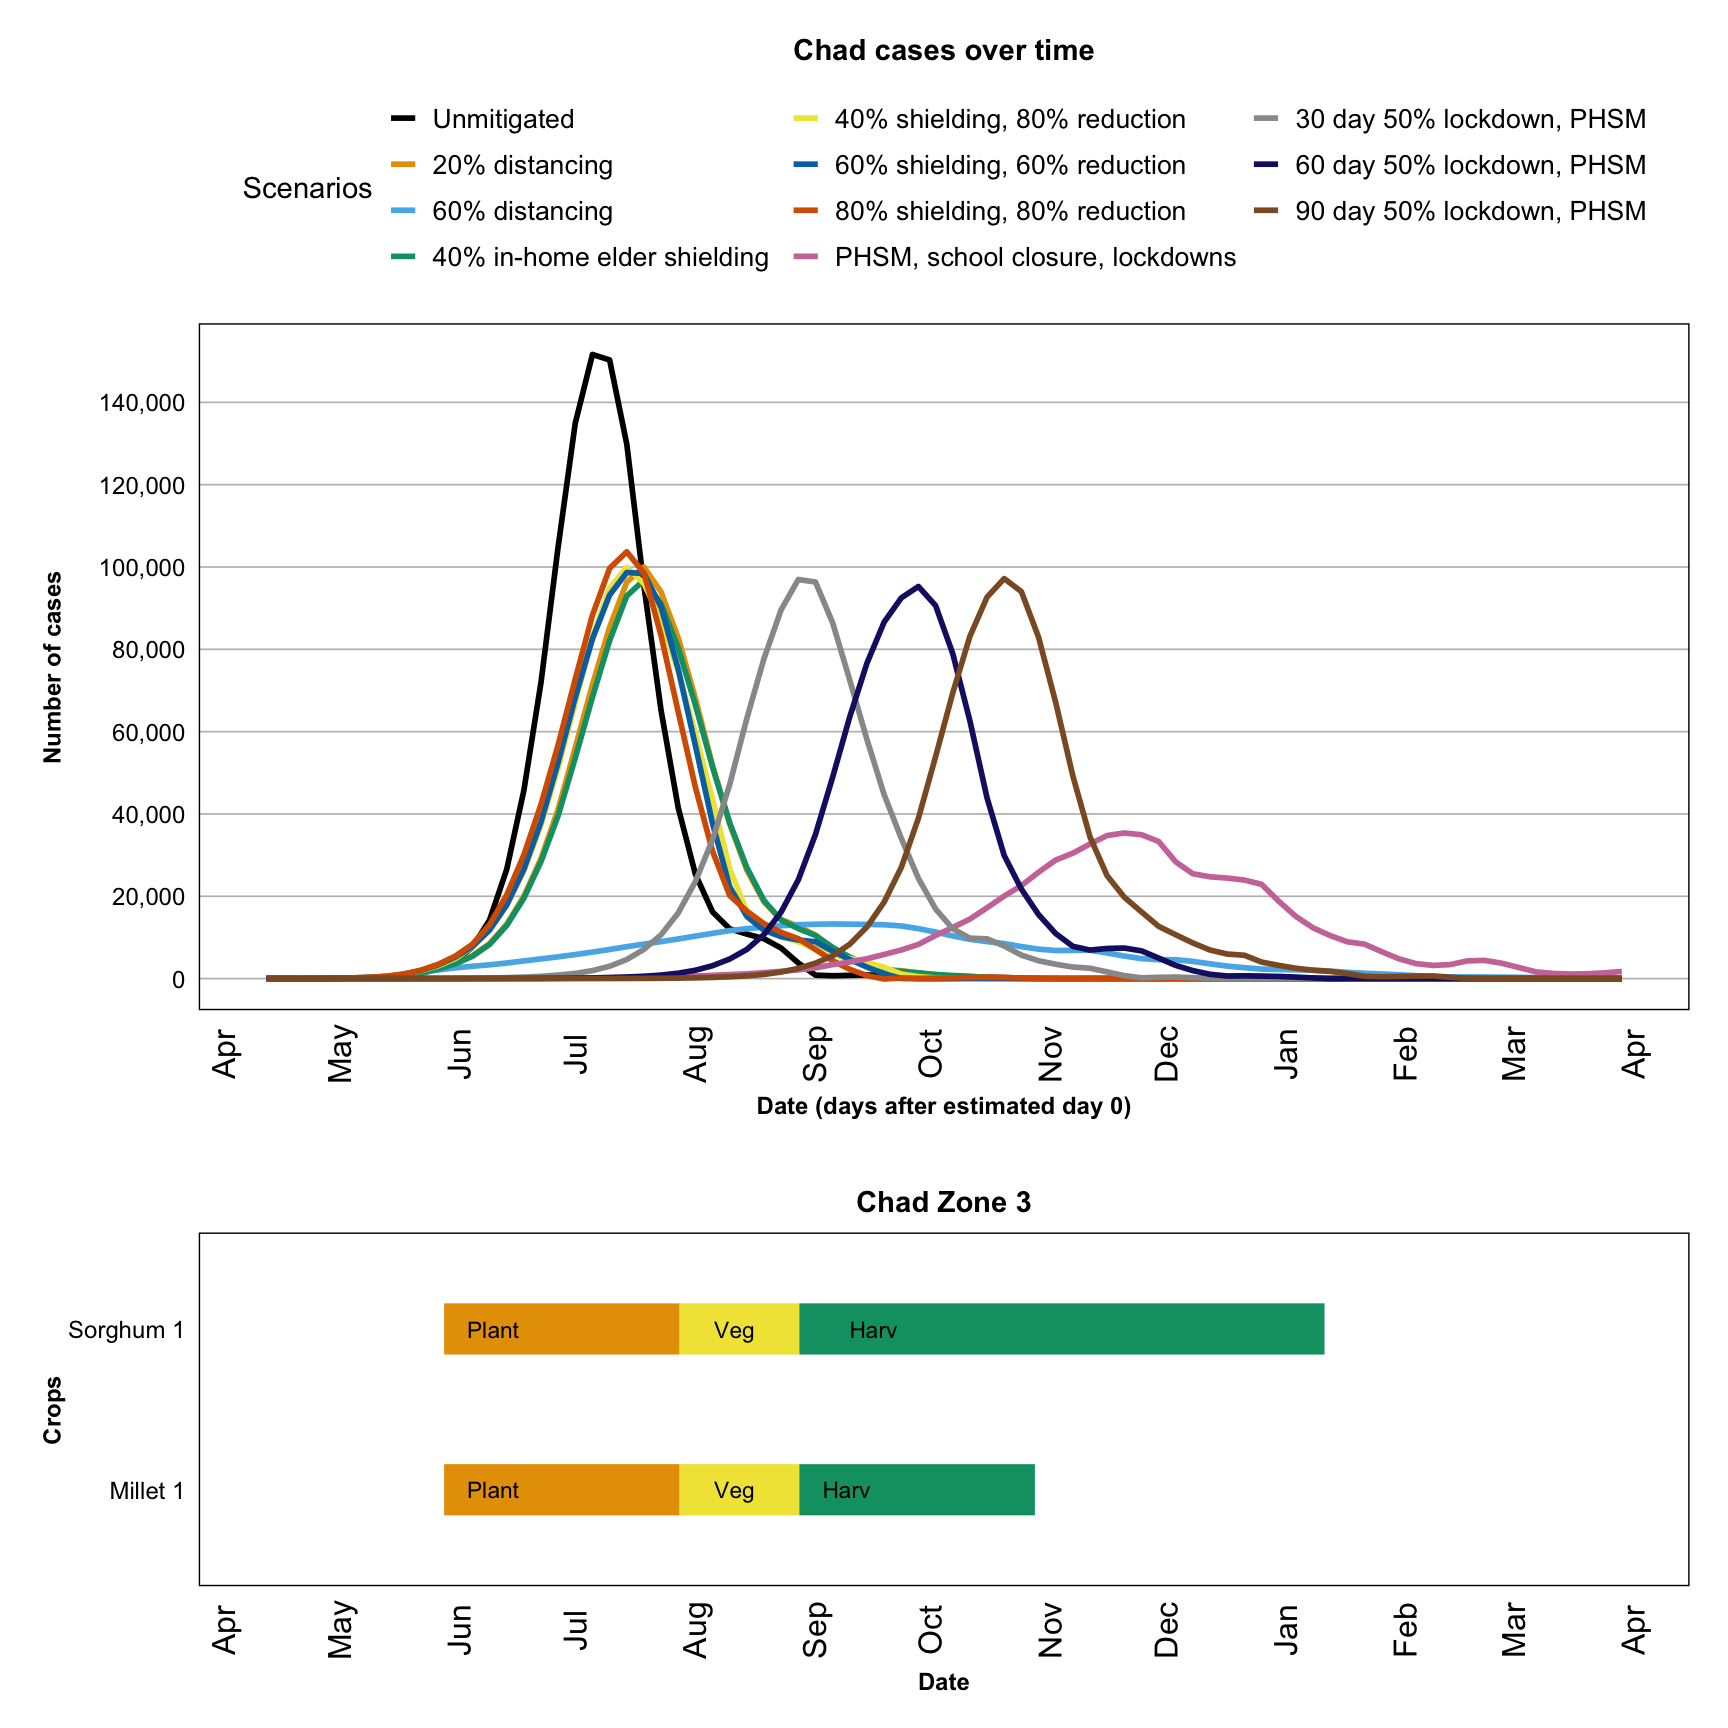 Chad cases over time
Scenarios
Unmitigated
20% distancing
60% distancing
40% in-home elder shielding
40% shielding, 80% reduction
60% shielding, 60% reduction
80% shielding, 80% reduction
PHSM, school closure, lockdowns
30 day 50% lockdown, PHSM
60 day 50% lockdown, PHSM
90 day 50% lockdown, PHSM
Number of cases
140,000
120,000
100,000
80,000
60,000
40,000
20,000
0
Apr May Jun Jul Aug Sep Oct Nov Dec Jan Feb Mar Apr
Date (days after estimated day 0)
Chad Zone 3
Crops
Sorghum 1 Plant Veg Harv
Millet 1 Plant Veg Harv
Apr May Jun Jul Aug Sep Oct Nov Dec Jan Feb Mar Apr
Date